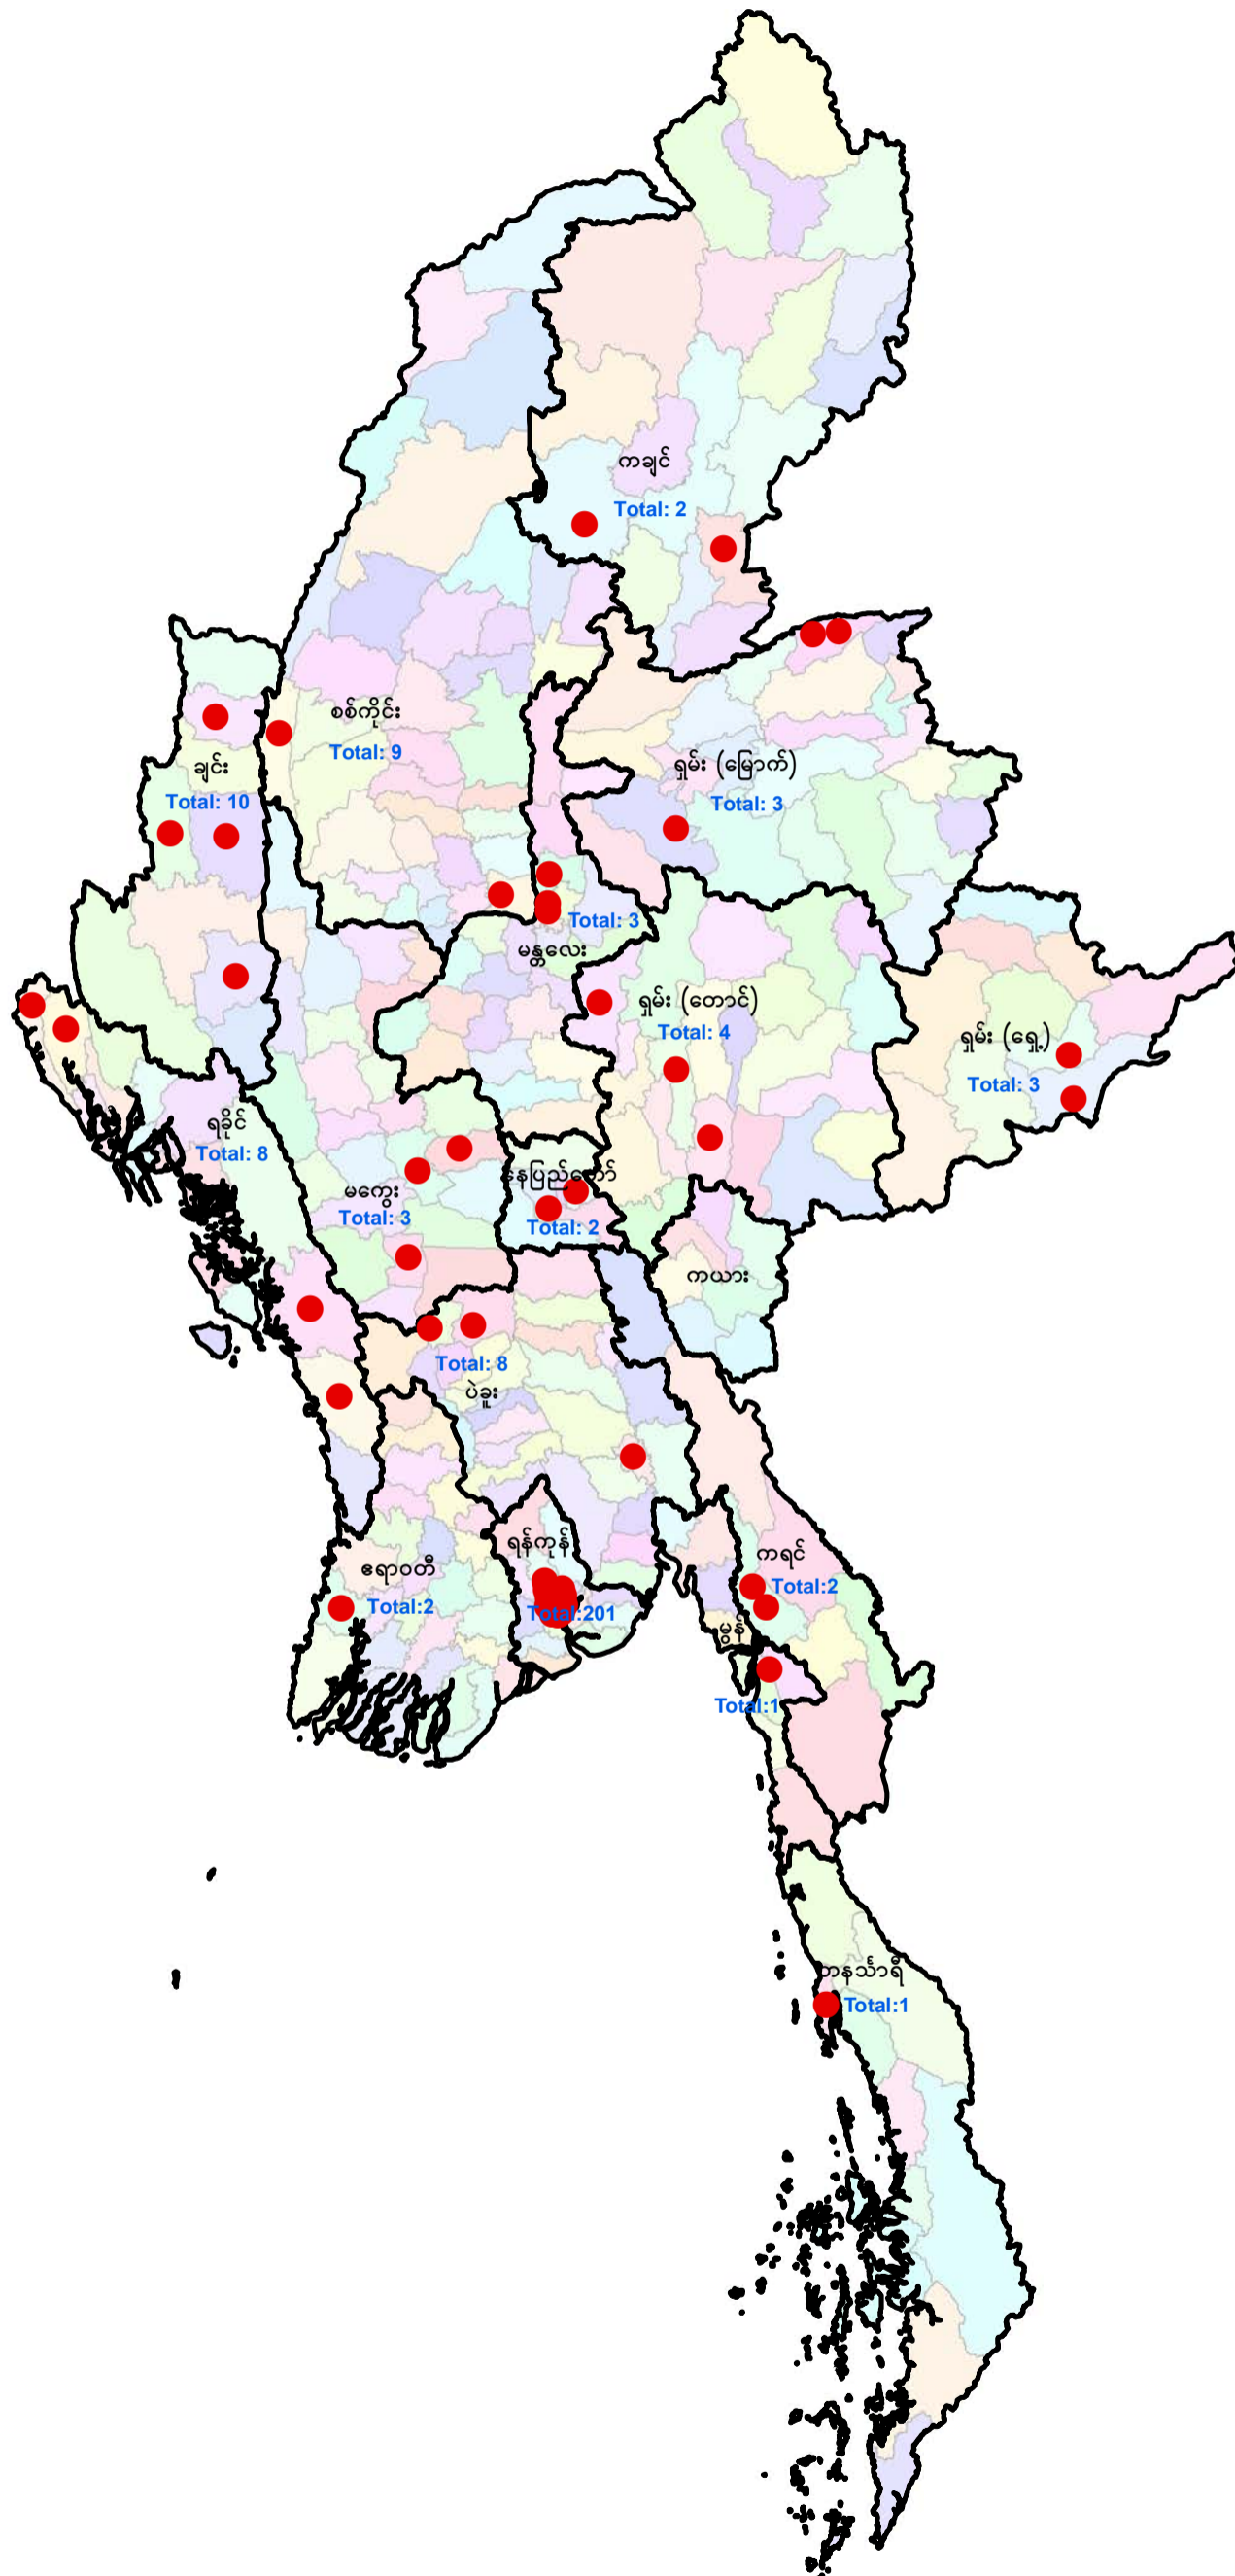 ကချင်
Total: 2
စစ်ကိုင်း
Total: 9
ချင်း
Total: 10
ရှမ်း (မြောက်)
Total: 3
Total: 3
မန္တလေး
ရှမ်း (တောင်)
Total: 4
ရှမ်း (ရှေ့)
Total: 3
ရခိုင်
Total: 8
မကွေး
Total: 3
နေပြည်တော်
Total: 2
ကယား
Total: 8
ပဲခူး
ရန်ကုန်
Total:201
ဧရာဝတီ
Total:2
ကရင်
Total:2
မွန်
Total:1
တနင်္သာရီ
Total:1